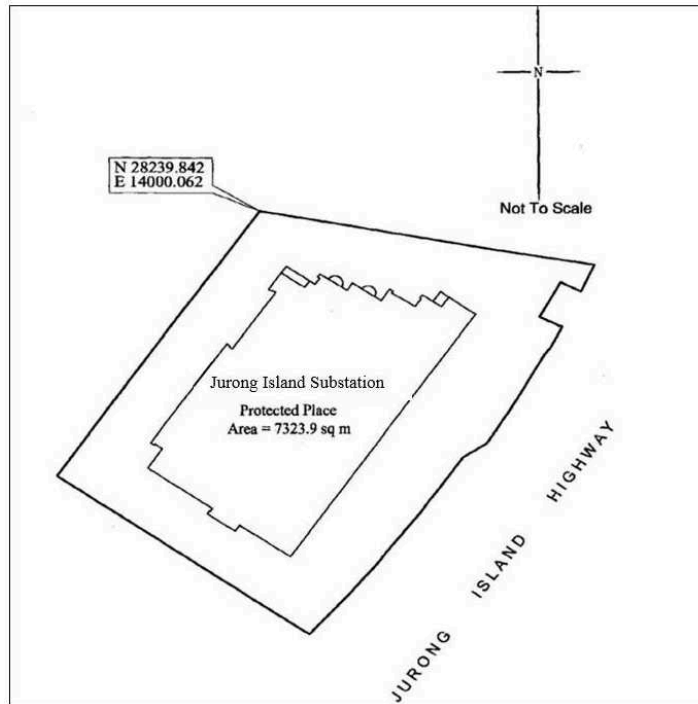 N
N 28239.842
E 14000.062
Not To Scale
Jurong Island Substation
Protected Place
Area = 7323.9 sq m
JURONG ISLAND HIGHWAY